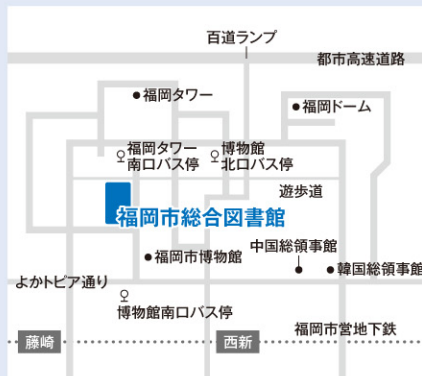 百道ランプ
都市高速道路
福岡タワー
福岡ドーム
福岡タワー
南口バス停
博物館
北口バス停
遊歩道
福岡市総合図書館
中国総領事館
福岡市博物館
韓国総領事館
よかトピア通り
博物館南口バス停
福岡市営地下鉄
藤崎
西新